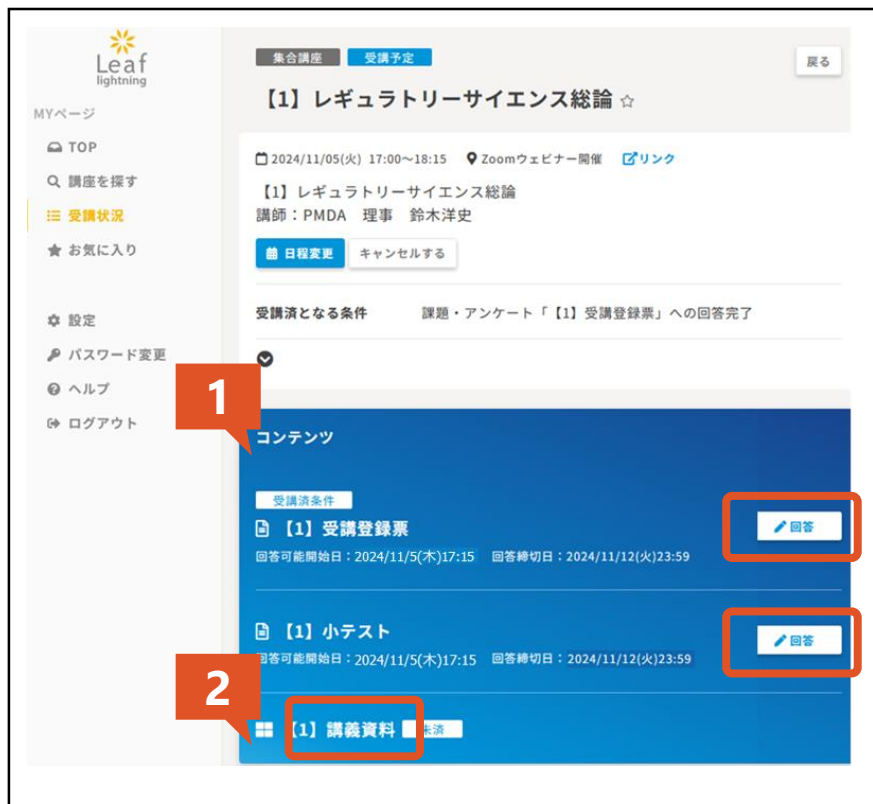 Leaf
lightning
MYページ
TOP
講座を探す
受講状況
お気に入り
設定
パスワード変更
ヘルプ
ログアウト
集合講座 受講予定
戻る
【1】レギュラトリーサイエンス総論 ☆
2024/11/05(火) 17:00～18:15 Zoomウェビナー開催 リンク
【1】レギュラトリーサイエンス総論
講師：PMDA 理事 鈴木洋史
日程変更 キャンセルする
受講済となる条件 課題・アンケート「【1】受講登録票」への回答完了
1
コンテンツ
受講済条件
【1】受講登録票
回答
回答可能開始日：2024/11/5(木)17:15 回答締切日：2024/11/12(火)23:59
【1】小テスト
回答
回答可能開始日：2024/11/5(木)17:15 回答締切日：2024/11/12(火)23:59
2
【1】講義資料 未済